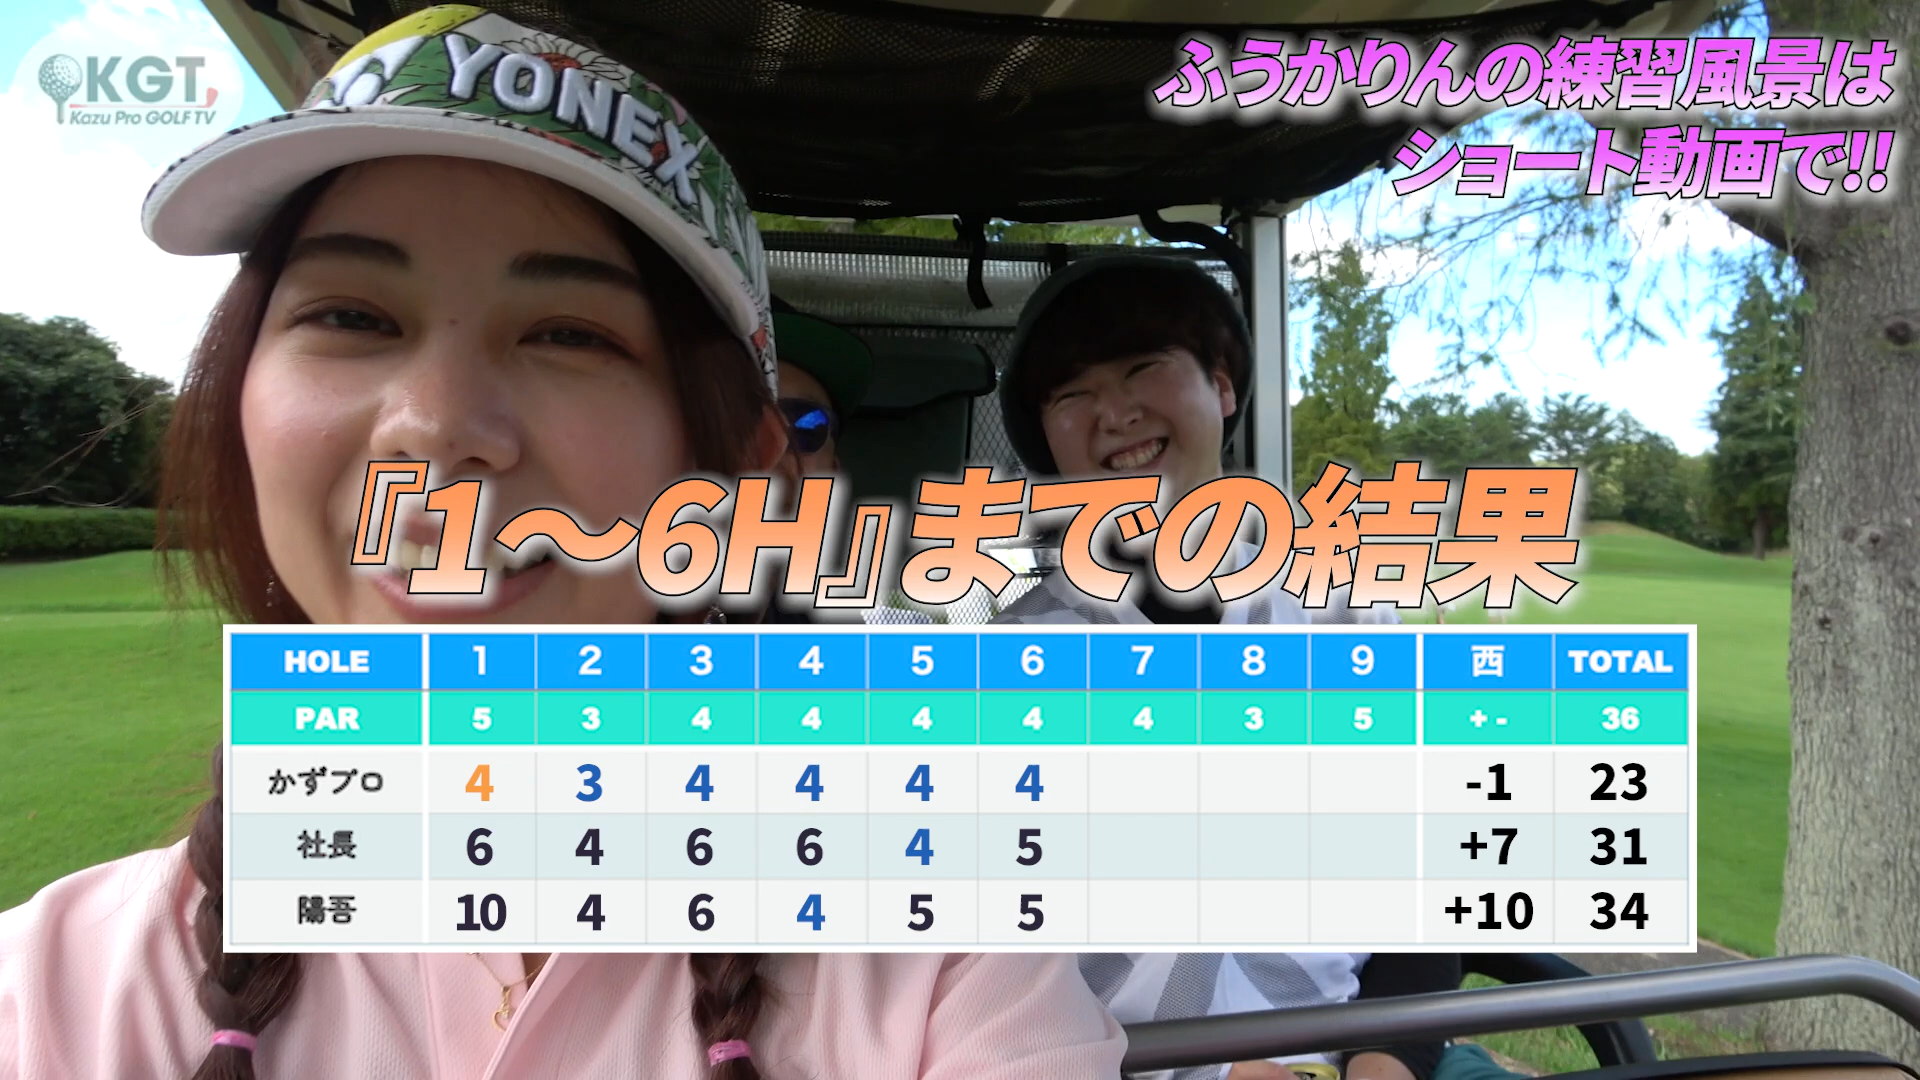 KGT
Kazu Pro GOLF TV
YONEX
ふうかりんの練習風景は
ショート動画で!!
『1〜6H』までの結果
HOLE 1 2 3 4 5 6 7 8 9 西 TOTAL
PAR 5 3 4 4 4 4 4 3 5 + - 36
かずプロ 4 3 4 4 4 4 -1 23
社長 6 4 6 6 4 5 +7 31
陽吾 10 4 6 4 5 5 +10 34